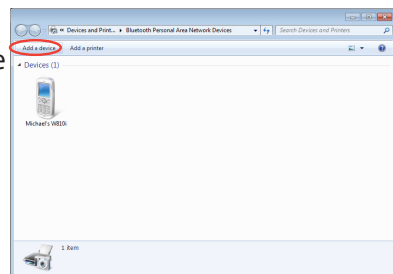 « Devices and Print... ▸ Bluetooth Personal Area Network Devices
Search Devices and Printers
Add a device
Add a printer
e
Devices (1)
Michael's W810i
1 item